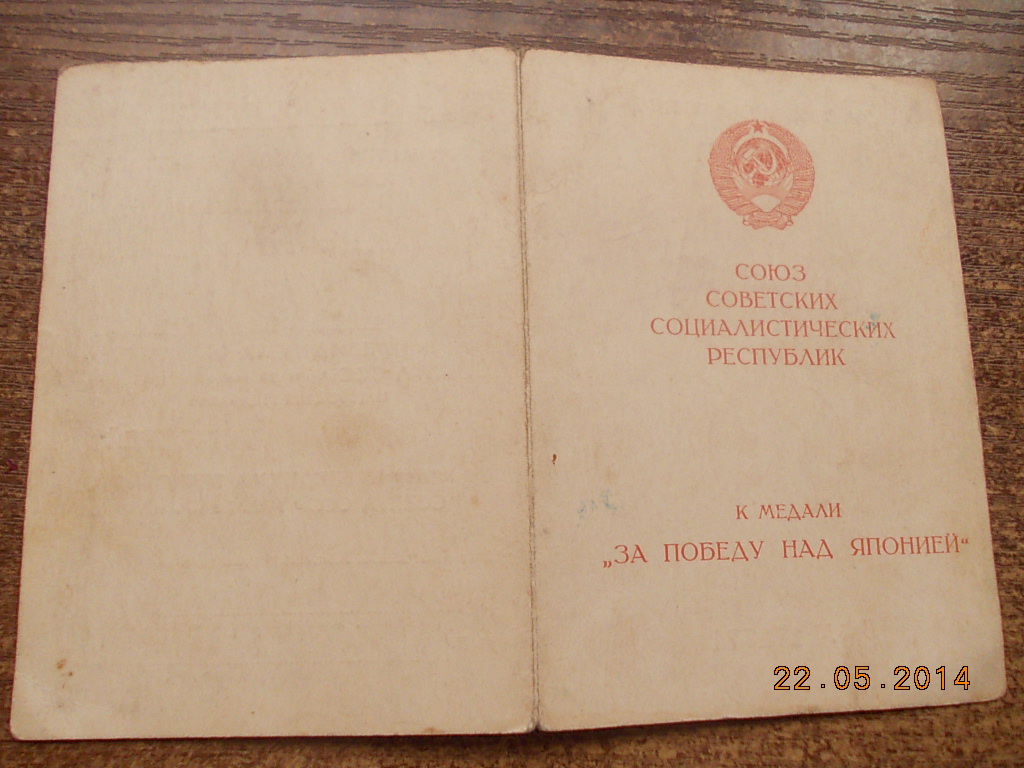 СОЮЗ
СОВЕТСКИХ
СОЦИАЛИСТИЧЕСКИХ
РЕСПУБЛИК
К МЕДАЛИ
„ЗА ПОБЕДУ НАД ЯПОНИЕЙ“
22.05.2014